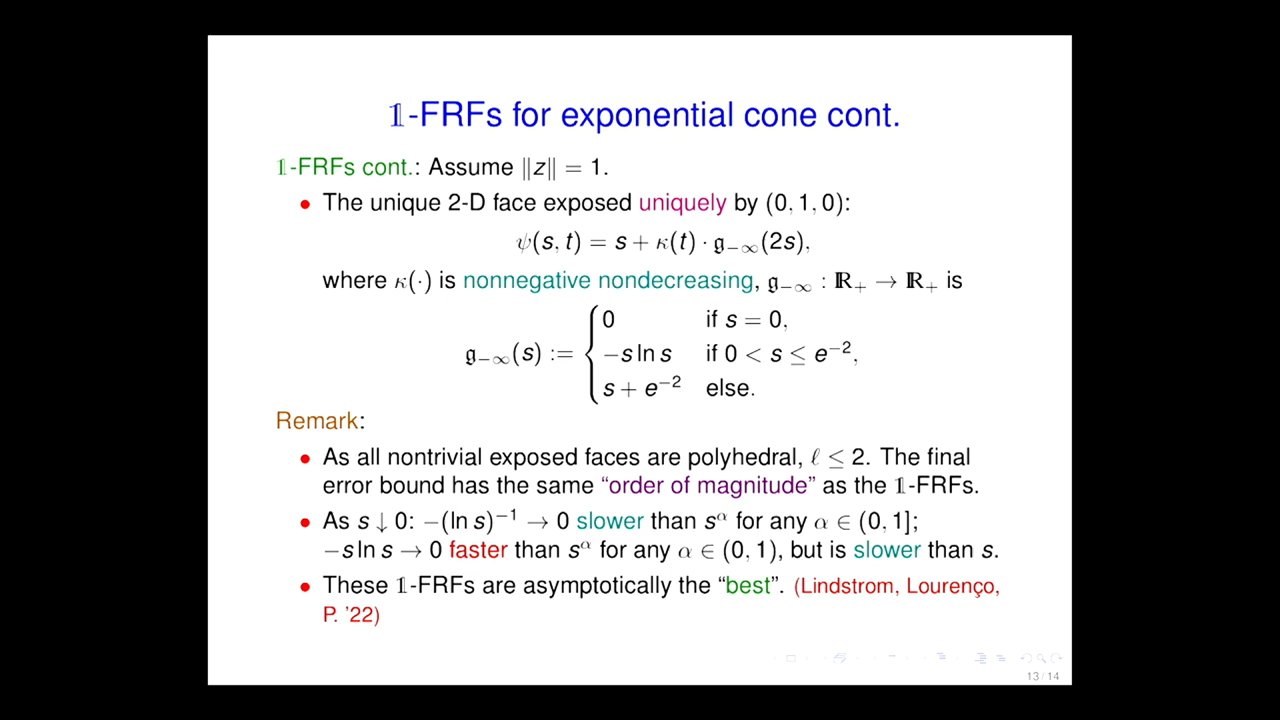 𝟙-FRFs for exponential cone cont.
𝟙-FRFs cont.: Assume ‖z‖ = 1.
• The unique 2-D face exposed uniquely by (0, 1, 0):
ψ(s, t) = s + κ(t) · 𝔤₋∞(2s),
where κ(·) is nonnegative nondecreasing, 𝔤₋∞ : ℝ₊ → ℝ₊ is
𝔤₋∞(s) := { 0 if s = 0,
−s ln s if 0 < s ≤ e⁻²,
s + e⁻² else.
Remark:
• As all nontrivial exposed faces are polyhedral, ℓ ≤ 2. The final
error bound has the same “order of magnitude” as the 𝟙-FRFs.
• As s ↓ 0: −(ln s)⁻¹ → 0 slower than sᵅ for any α ∈ (0, 1];
−s ln s → 0 faster than sᵅ for any α ∈ (0, 1), but is slower than s.
• These 𝟙-FRFs are asymptotically the “best”. (Lindstrom, Lourenço,
P. ’22)
13 / 14